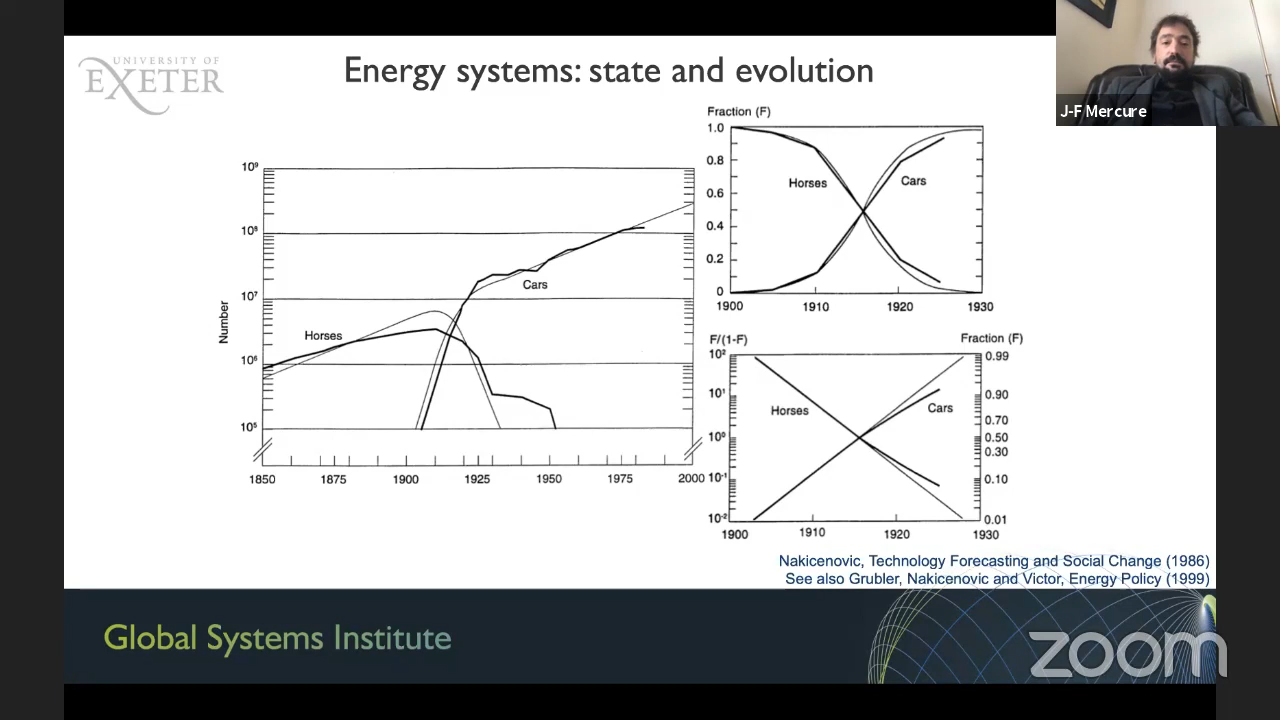 UNIVERSITY OF
EXETER
Energy systems: state and evolution
J-F Mercure
Number
10⁹
10⁸
10⁷
10⁶
10⁵
Horses
Cars
1850
1875
1900
1925
1950
1975
2000
Fraction (F)
1.0
0.8
0.6
0.4
0.2
0
Horses
Cars
1900
1910
1920
1930
F/(1-F)
Fraction (F)
10²
10¹
10⁰
10⁻¹
10⁻²
Horses
Cars
0.99
0.90
0.70
0.50
0.30
0.10
0.01
1900
1910
1920
1930
Nakicenovic, Technology Forecasting and Social Change (1986)
See also Grubler, Nakicenovic and Victor, Energy Policy (1999)
Global Systems Institute
zoom